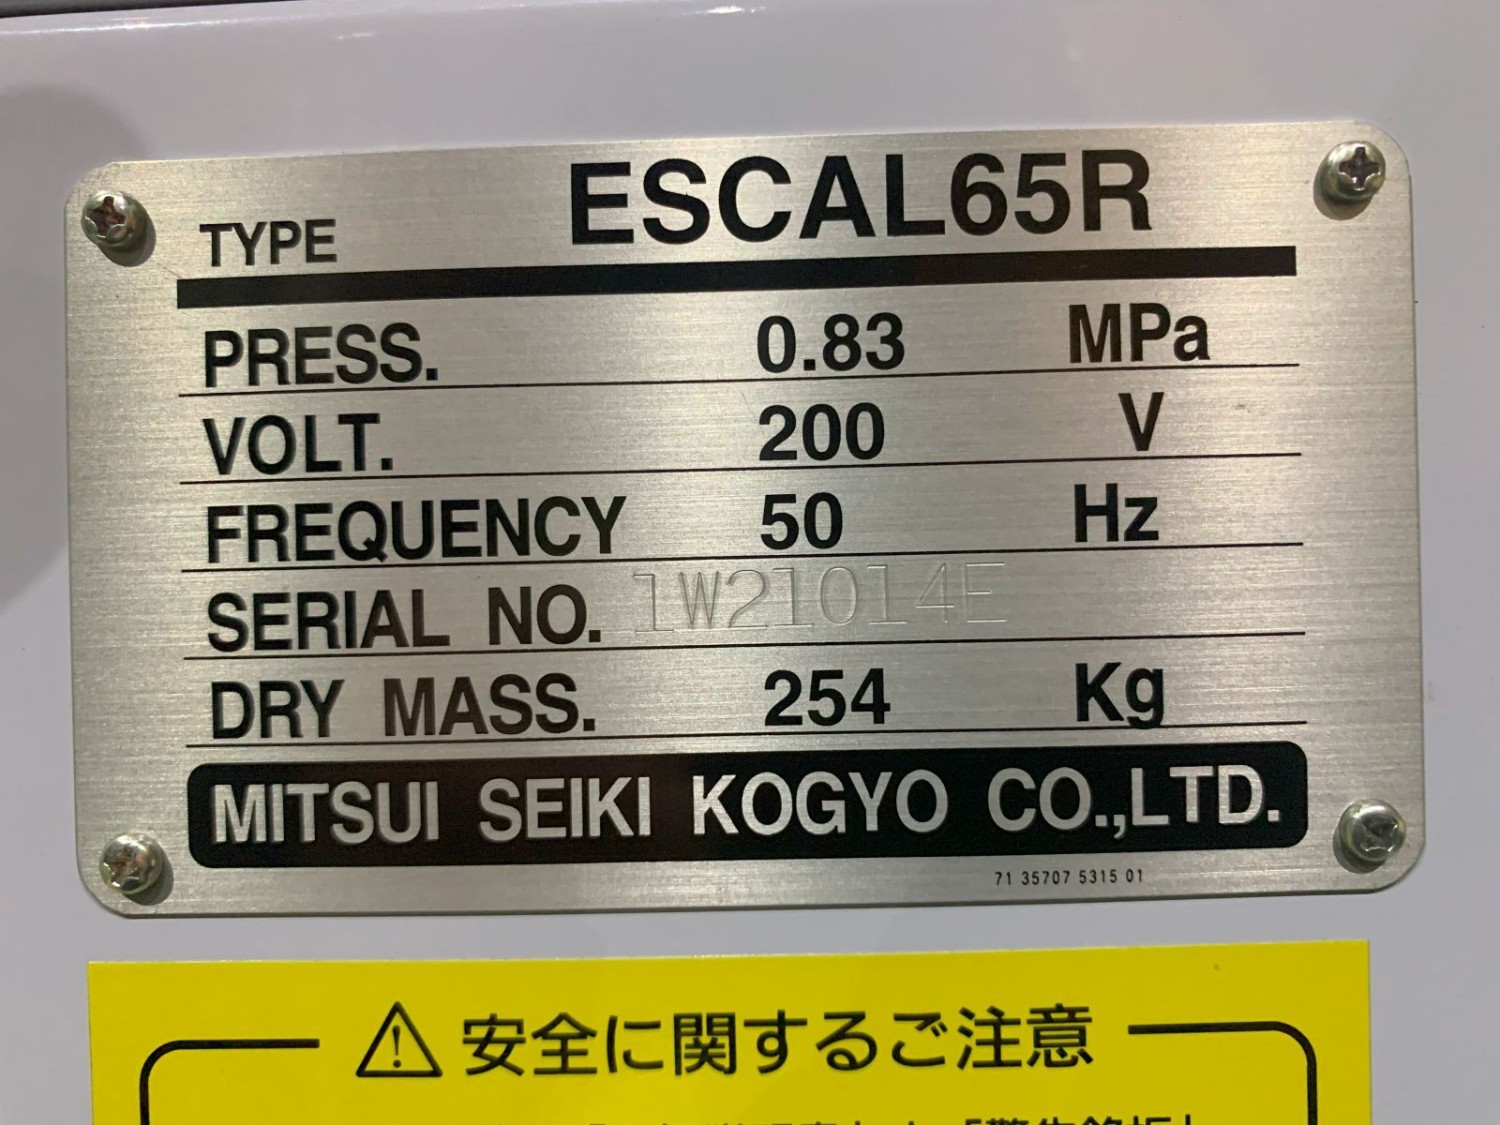 TYPE ESCAL65R
PRESS. 0.83 MPa
VOLT. 200 V
FREQUENCY 50 Hz
SERIAL NO. 1W21014E
DRY MASS. 254 Kg
MITSUI SEIKI KOGYO CO.,LTD.
71 35707 5315 01
安全に関するご注意